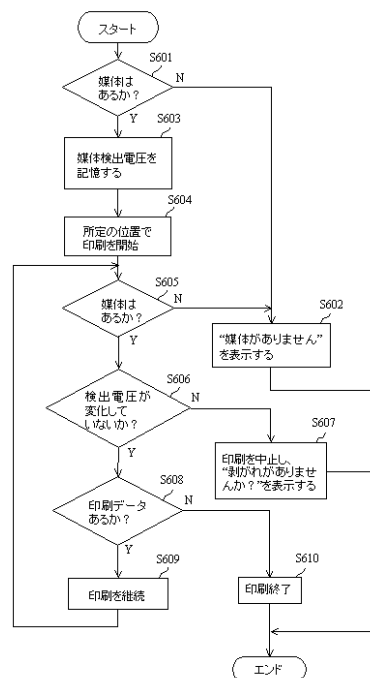 スタート
S601
媒体は
あるか？
N
Y
S603
媒体検出電圧を
記憶する
S604
所定の位置で
印刷を開始
S605
媒体は
あるか？
N
Y
S602
“媒体がありません”
を表示する
S606
検出電圧が
変化して
いないか？
N
Y
S607
印刷を中止し、
“剥がれがありませ
んか？”を表示する
S608
印刷データ
あるか？
N
Y
S609
印刷を継続
S610
印刷終了
エンド